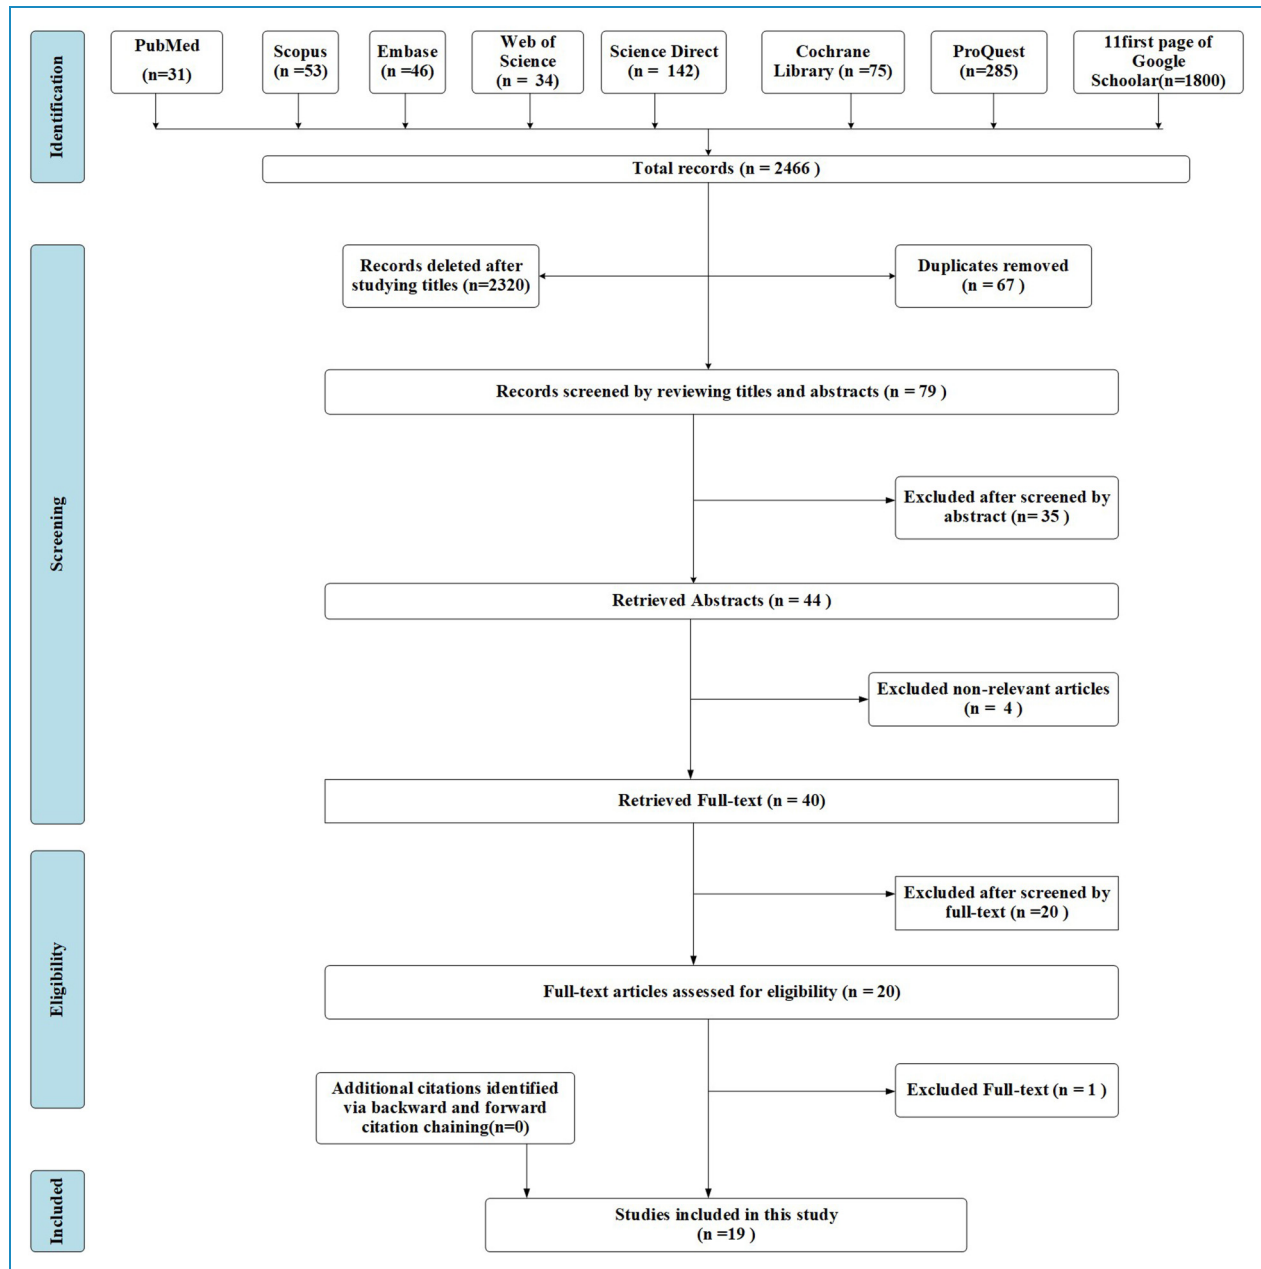 Identification
PubMed
(n=31)
Scopus
(n =53)
Embase
(n =46)
Web of
Science
(n =  34)
Science Direct
(n =  142)
Cochrane
Library (n =75)
ProQuest
(n=285)
11first page of
Google
Schoolar(n=1800)
Total records (n = 2466 )
Screening
Records deleted after
studying titles (n=2320)
Duplicates removed
(n = 67 )
Records screened by reviewing titles and abstracts (n = 79 )
Excluded after screened by
abstract (n= 35 )
Retrieved Abstracts (n = 44 )
Excluded non-relevant articles
(n =  4 )
Retrieved Full-text (n = 40)
Eligibility
Excluded after screened by
full-text (n =20 )
Full-text articles assessed for eligibility (n = 20)
Additional citations identified
via backward and forward
citation chaining(n=0)
Excluded Full-text (n = 1 )
Included
Studies included in this study
(n =19 )